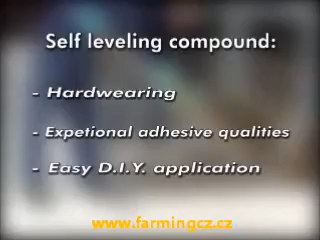 Self leveling compound:
- Hardwearing
- Expetional adhesive qualities
- Easy D.I.Y. application
www.farmingcz.cz